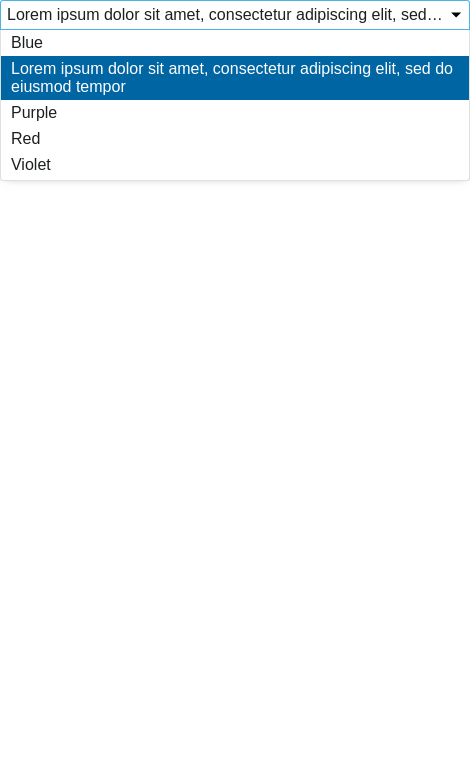 Lorem ipsum dolor sit amet, consectetur adipiscing elit, sed…
Blue
Lorem ipsum dolor sit amet, consectetur adipiscing elit, sed do
eiusmod tempor
Purple
Red
Violet